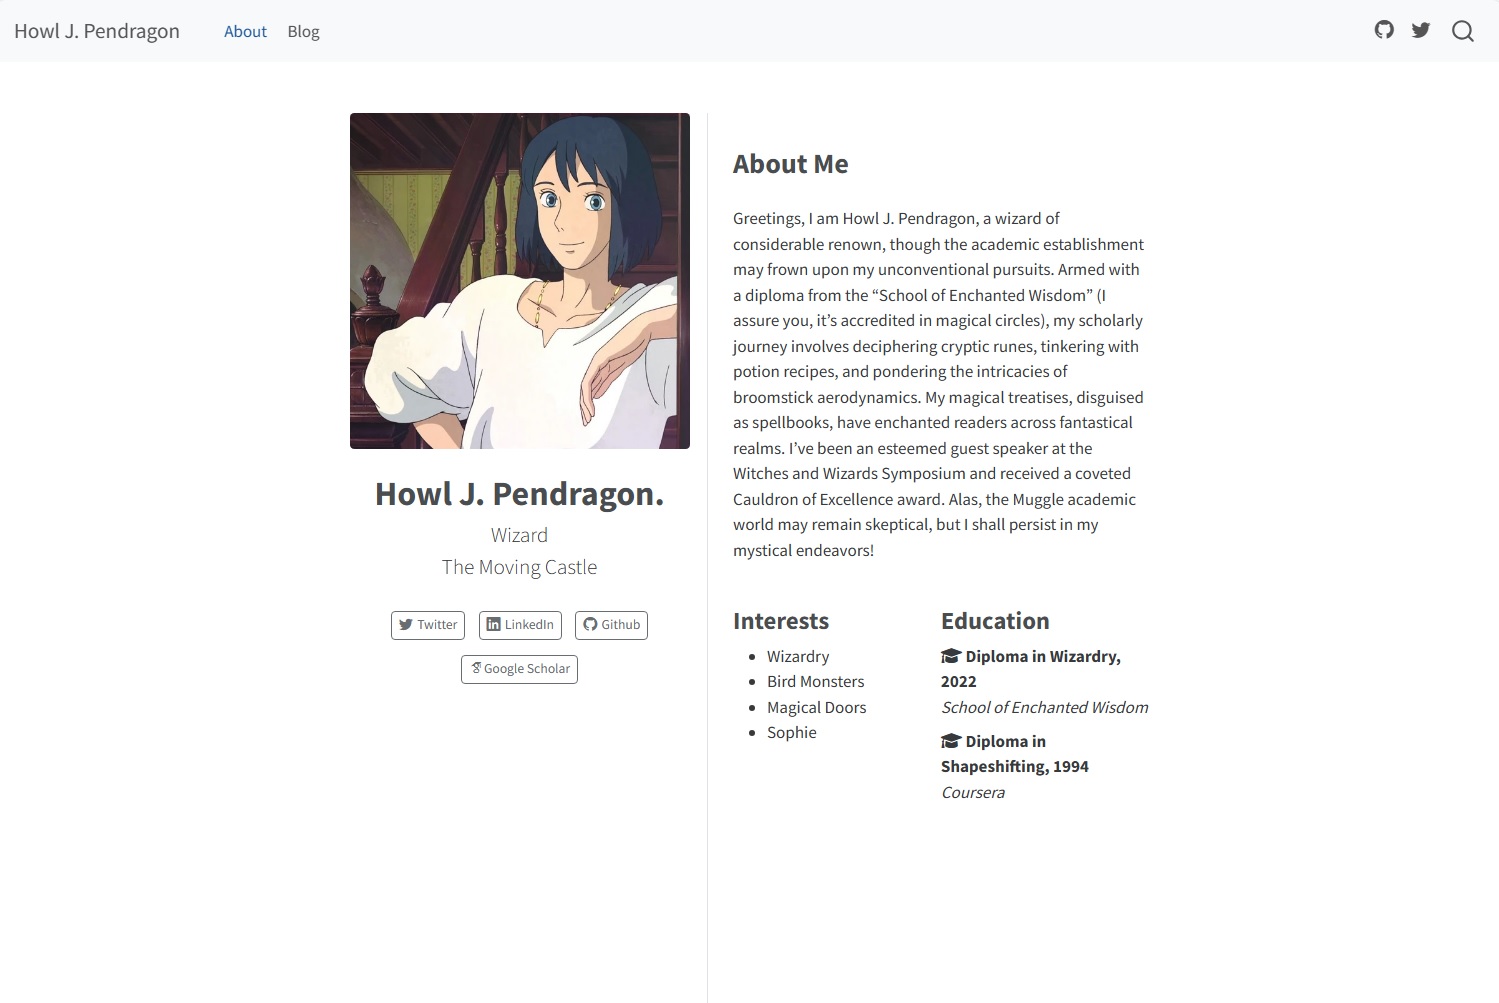 Howl J. Pendragon
About
Blog
Howl J. Pendragon.
Wizard
The Moving Castle
Twitter
LinkedIn
Github
Google Scholar
About Me
Greetings, I am Howl J. Pendragon, a wizard of
considerable renown, though the academic establishment
may frown upon my unconventional pursuits. Armed with
a diploma from the “School of Enchanted Wisdom” (I
assure you, it’s accredited in magical circles), my scholarly
journey involves deciphering cryptic runes, tinkering with
potion recipes, and pondering the intricacies of
broomstick aerodynamics. My magical treatises, disguised
as spellbooks, have enchanted readers across fantastical
realms. I’ve been an esteemed guest speaker at the
Witches and Wizards Symposium and received a coveted
Cauldron of Excellence award. Alas, the Muggle academic
world may remain skeptical, but I shall persist in my
mystical endeavors!
Interests
Wizardry
Bird Monsters
Magical Doors
Sophie
Education
Diploma in Wizardry,
2022
School of Enchanted Wisdom
Diploma in
Shapeshifting, 1994
Coursera